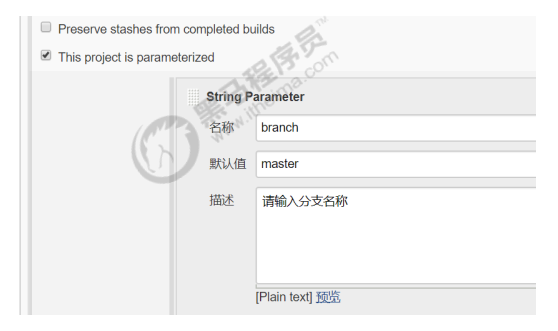 Preserve stashes from completed builds
This project is parameterized
String Parameter
名称 branch
默认值 master
描述 请输入分支名称
[Plain text] 预览
黑马程序员
www.itheima.com